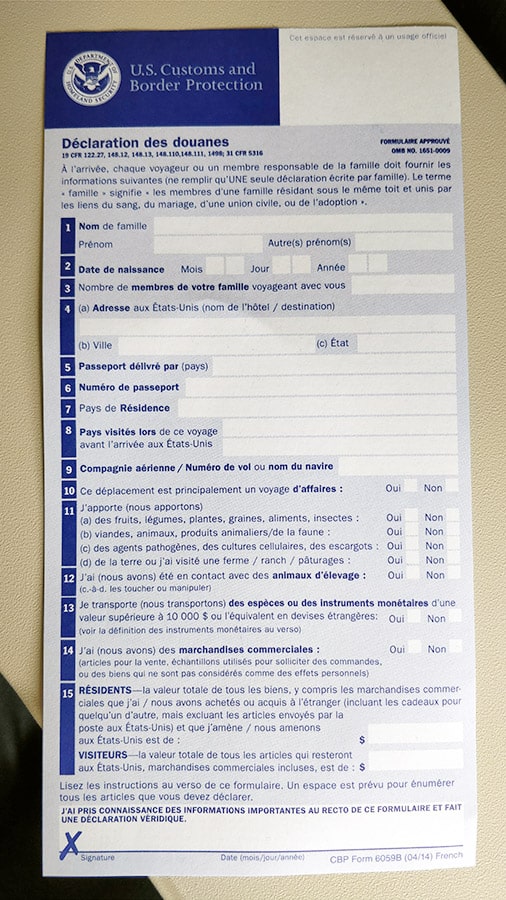 Cet espace est réservé à un usage officiel
U.S. DEPARTMENT OF HOMELAND SECURITY
U.S. Customs and
Border Protection
Déclaration des douanes
19 CFR 122.27, 148.12, 148.13, 148.110,148.111, 1498; 31 CFR 5316
FORMULAIRE APPROUVÉ
OMB NO. 1651-0009
À l'arrivée, chaque voyageur ou un membre responsable de la famille doit fournir les
informations suivantes (ne remplir qu'UNE seule déclaration écrite par famille). Le terme
« famille » signifie « les membres d'une famille résidant sous le même toit et unis par
les liens du sang, du mariage, d'une union civile, ou de l'adoption ».
1 Nom de famille
Prénom Autre(s) prénom(s)
2 Date de naissance Mois Jour Année
3 Nombre de membres de votre famille voyageant avec vous
4 (a) Adresse aux États-Unis (nom de l'hôtel / destination)
(b) Ville (c) État
5 Passeport délivré par (pays)
6 Numéro de passeport
7 Pays de Résidence
8 Pays visités lors de ce voyage
avant l'arrivée aux États-Unis
9 Compagnie aérienne / Numéro de vol ou nom du navire
10 Ce déplacement est principalement un voyage d'affaires : Oui Non
11 J'apporte (nous apportons)
(a) des fruits, légumes, plantes, graines, aliments, insectes : Oui Non
(b) viandes, animaux, produits animaliers/de la faune : Oui Non
(c) des agents pathogènes, des cultures cellulaires, des escargots : Oui Non
(d) de la terre ou j'ai visité une ferme / ranch / pâturages : Oui Non
12 J'ai (nous avons) été en contact avec des animaux d'élevage : Oui Non
(c.-à-d. les toucher ou manipuler)
13 Je transporte (nous transportons) des espèces ou des instruments monétaires d'une
valeur supérieure à 10 000 $ ou l'équivalent en devises étrangères: Oui Non
(voir la définition des instruments monétaires au verso)
14 J'ai (nous avons) des marchandises commerciales : Oui Non
(articles pour la vente, échantillons utilisés pour solliciter des commandes,
ou des biens qui ne sont pas considérés comme des effets personnels)
15 RÉSIDENTS—la valeur totale de tous les biens, y compris les marchandises commer-
ciales que j'ai / nous avons achetés ou acquis à l'étranger (incluant les cadeaux pour
quelqu'un d'autre, mais excluant les articles envoyés par la
poste aux États-Unis) et que j'amène / nous amenons
aux États-Unis est de : $
VISITEURS—la valeur totale de tous les articles qui resteront
aux États-Unis, marchandises commerciales incluses, est de : $
Lisez les instructions au verso de ce formulaire. Un espace est prévu pour énumérer
tous les articles que vous devez déclarer.
J'AI PRIS CONNAISSANCE DES INFORMATIONS IMPORTANTES AU RECTO DE CE FORMULAIRE ET FAIT
UNE DÉCLARATION VÉRIDIQUE.
X
Signature Date (mois/jour/année) CBP Form 6059B (04/14) French